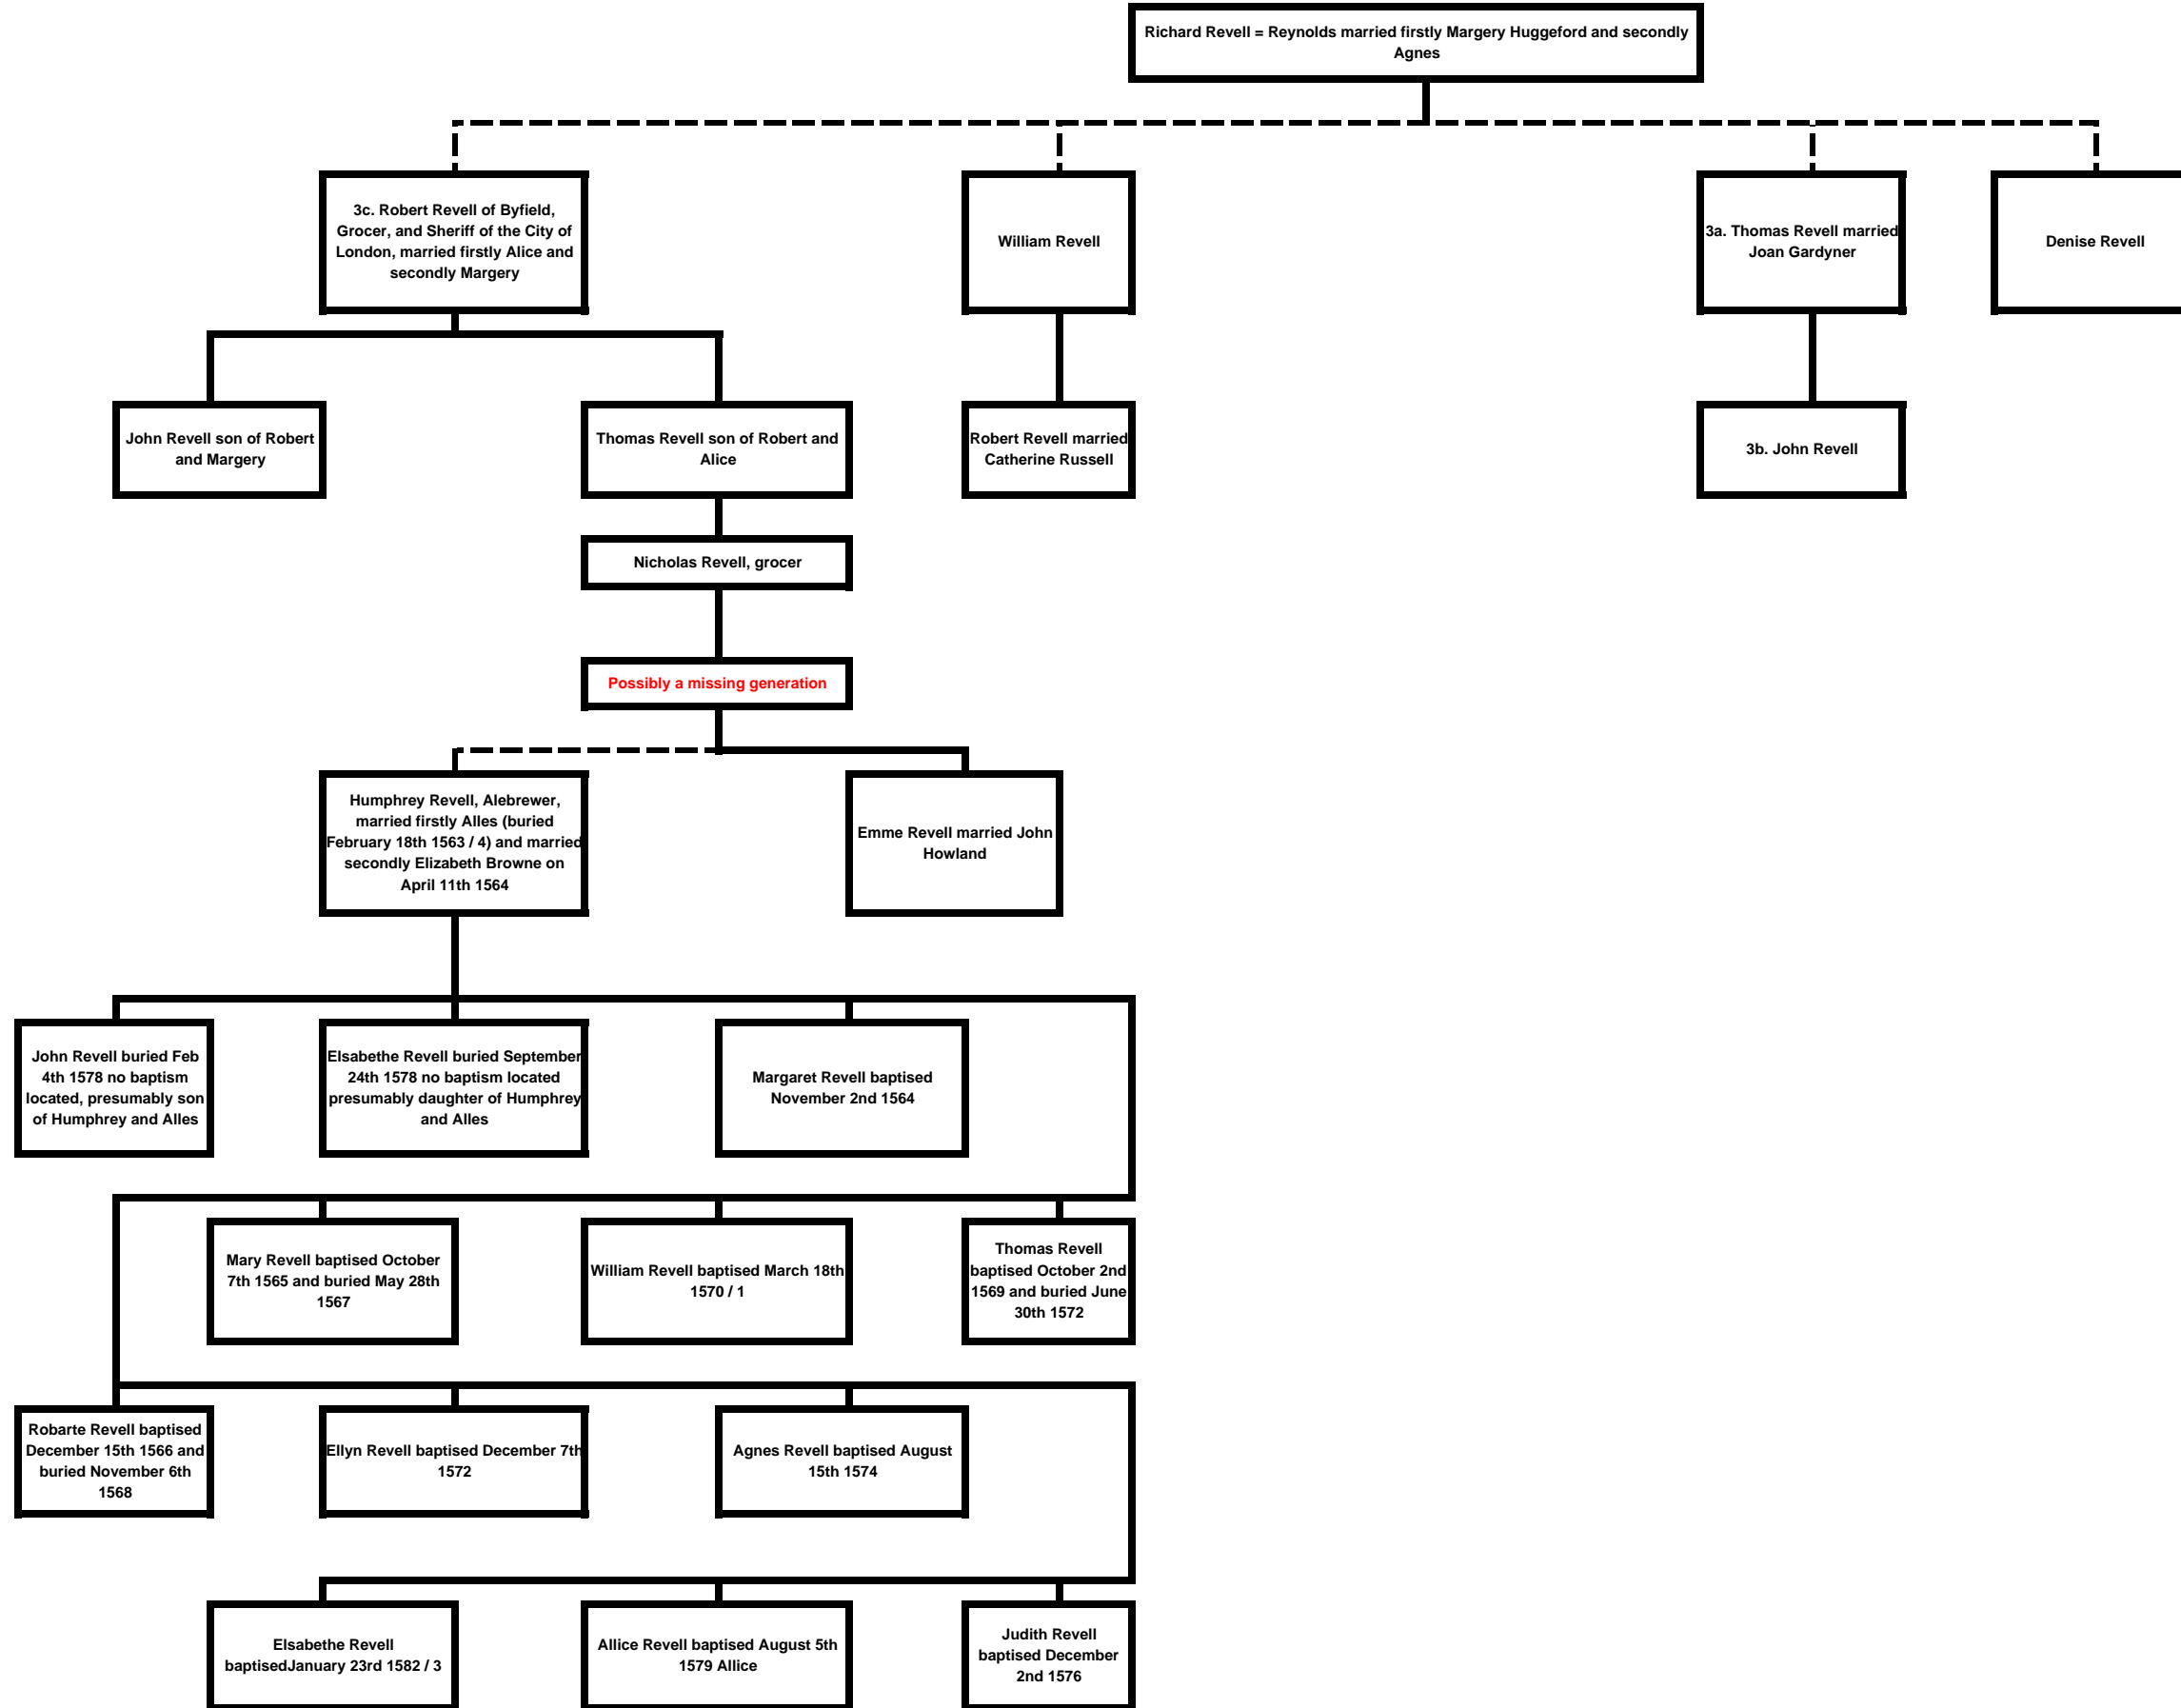 Richard Revell = Reynolds married firstly Margery Huggeford and secondly
Agnes
3c. Robert Revell of Byfield,
Grocer, and Sheriff of the City of
London, married firstly Alice and
secondly Margery
William Revell
3a. Thomas Revell married
Joan Gardyner
Denise Revell
John Revell son of Robert
and Margery
Thomas Revell son of Robert and
Alice
Robert Revell married
Catherine Russell
3b. John Revell
Nicholas Revell, grocer
Possibly a missing generation
Humphrey Revell, Alebrewer,
married firstly Alles (buried
February 18th 1563 / 4) and married
secondly Elizabeth Browne on
April 11th 1564
Emme Revell married John
Howland
John Revell buried Feb
4th 1578 no baptism
located, presumably son
of Humphrey and Alles
Elsabethe Revell buried September
24th 1578 no baptism located
presumably daughter of Humphrey
and Alles
Margaret Revell baptised
November 2nd 1564
Mary Revell baptised October
7th 1565 and buried May 28th
1567
William Revell baptised March 18th
1570 / 1
Thomas Revell
baptised October 2nd
1569 and buried June
30th 1572
Robarte Revell baptised
December 15th 1566 and
buried November 6th
1568
Ellyn Revell baptised December 7th
1572
Agnes Revell baptised August
15th 1574
Elsabethe Revell
baptisedJanuary 23rd 1582 / 3
Allice Revell baptised August 5th
1579 Allice
Judith Revell
baptised December
2nd 1576